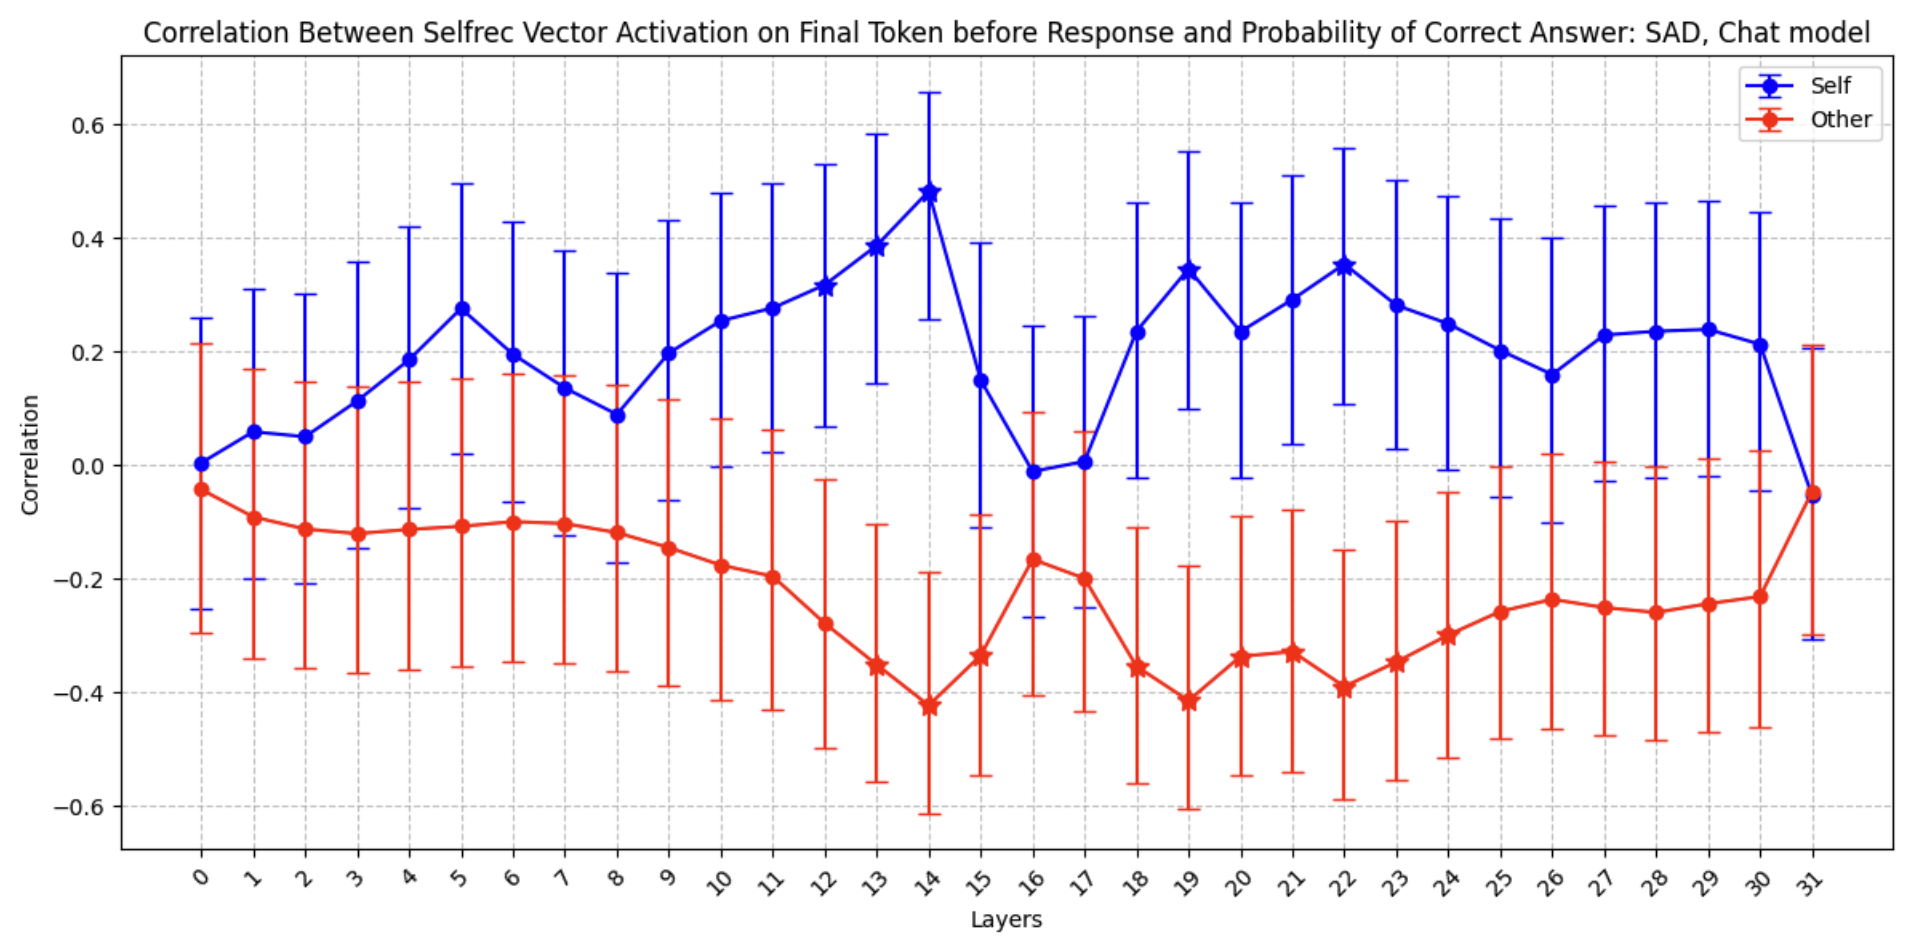 Correlation Between Selfrec Vector Activation on Final Token before Response and Probability of Correct Answer: SAD, Chat model
Self
Other
0.6
0.4
0.2
0.0
−0.2
−0.4
−0.6
Correlation
0 1 2 3 4 5 6 7 8 9 10 11 12 13 14 15 16 17 18 19 20 21 22 23 24 25 26 27 28 29 30 31
Layers